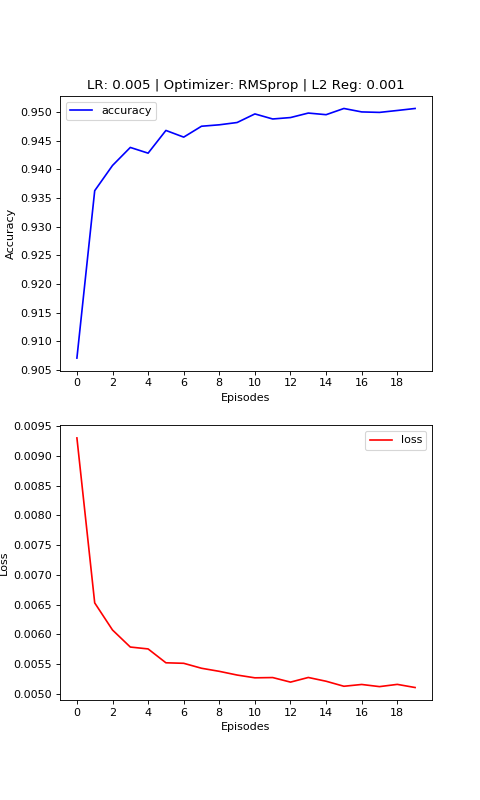 LR: 0.005 | Optimizer: RMSprop | L2 Reg: 0.001
accuracy
0.950
0.945
0.940
0.935
0.930
0.925
0.920
0.915
0.910
0.905
Accuracy
0 2 4 6 8 10 12 14 16 18
Episodes
loss
0.0095
0.0090
0.0085
0.0080
0.0075
0.0070
0.0065
0.0060
0.0055
0.0050
Loss
0 2 4 6 8 10 12 14 16 18
Episodes